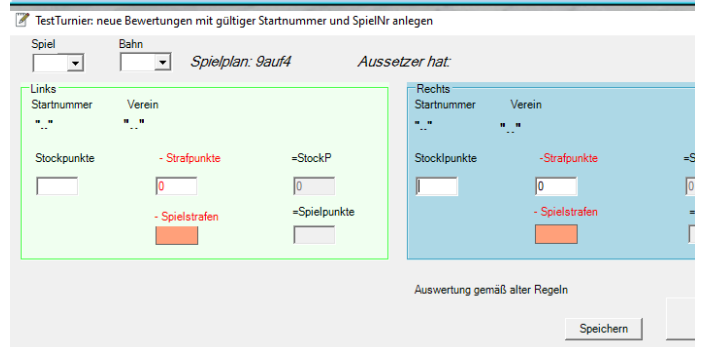 TestTurnier: neue Bewertungen mit gültiger Startnummer und SpielNr anlegen
Spiel Bahn
Spielplan: 9auf4 Aussetzer hat:
Links
Startnummer Verein
".." ".."
Stockpunkte - Strafpunkte =StockP
0 0
- Spielstrafen =Spielpunkte
Rechts
Startnummer Verein
".." ".."
Stocklpunkte -Strafpunkte =S
0 0
- Spielstrafen =
Auswertung gemäß alter Regeln
Speichern